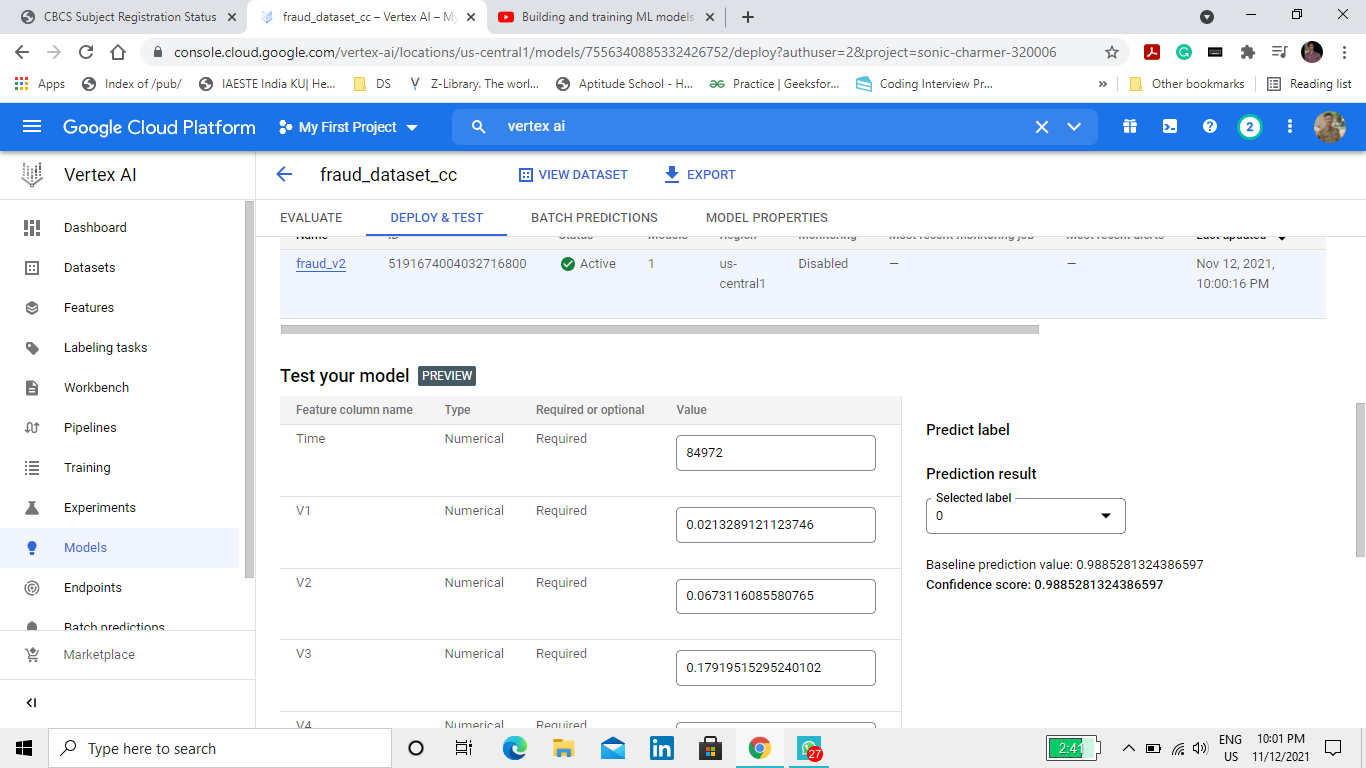 CBCS Subject Registration Status
fraud_dataset_cc – Vertex AI – My
Building and training ML models
console.cloud.google.com/vertex-ai/locations/us-central1/models/7556340885332426752/deploy?authuser=2&project=sonic-charmer-320006
Apps
Index of /pub/
IAESTE India KU| He...
DS
Z-Library. The worl...
Aptitude School - H...
Practice | Geeksfor...
Coding Interview Pr...
»
Other bookmarks
Reading list
Google Cloud Platform
My First Project
vertex ai
2
Vertex AI
fraud_dataset_cc
VIEW DATASET
EXPORT
EVALUATE
DEPLOY & TEST
BATCH PREDICTIONS
MODEL PROPERTIES
Dashboard
Datasets
Features
Labeling tasks
Workbench
Pipelines
Training
Experiments
Models
Endpoints
Batch predictions
Marketplace
Name ID Status Models Region Monitoring Most recent monitoring job Most recent alerts Last updated
fraud_v2 5191674004032716800 Active 1 us- Disabled — — Nov 12, 2021,
central1 10:00:16 PM
Test your model PREVIEW
Feature column name Type Required or optional Value
Time Numerical Required 84972
V1 Numerical Required 0.0213289121123746
V2 Numerical Required 0.0673116085580765
V3 Numerical Required 0.17919515295240102
V4 Numerical Required
Predict label
Prediction result
Selected label
0
Baseline prediction value: 0.9885281324386597
Confidence score: 0.9885281324386597
Type here to search
27
2:41
ENG
US
10:01 PM
11/12/2021